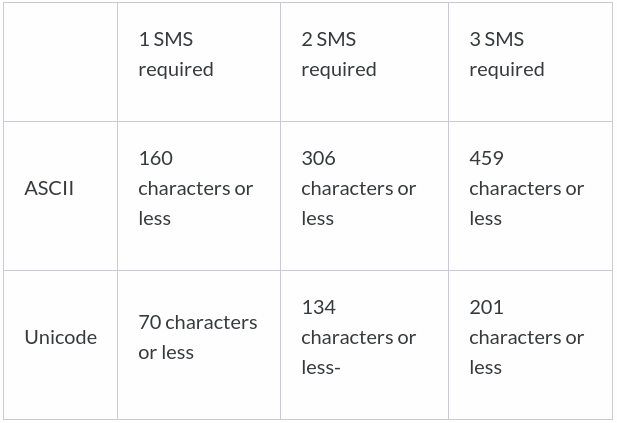 1 SMS
required
2 SMS
required
3 SMS
required
ASCII
160
characters or
less
306
characters or
less
459
characters or
less
Unicode
70 characters
or less
134
characters or
less-
201
characters or
less